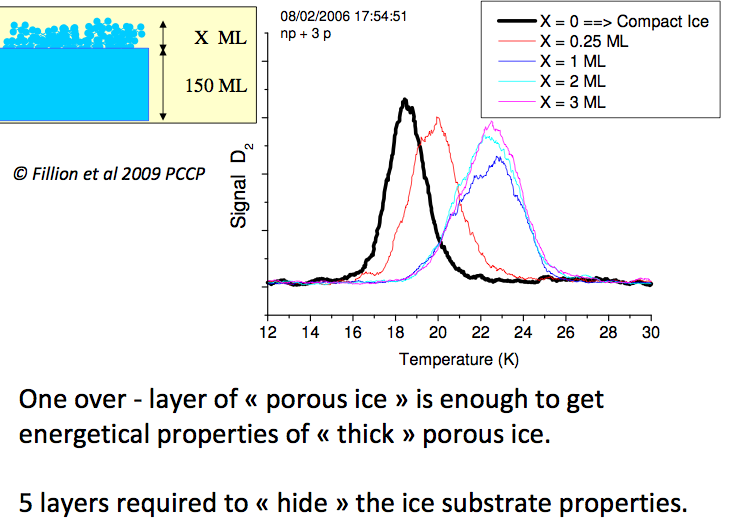 X ML
150 ML
© Fillion et al 2009 PCCP
08/02/2006 17:54:51
np + 3 p
X = 0 ==> Compact Ice
X = 0.25 ML
X = 1 ML
X = 2 ML
X = 3 ML
Signal D2
12 14 16 18 20 22 24 26 28 30
Temperature (K)
One over - layer of « porous ice » is enough to get
energetical properties of « thick » porous ice.
5 layers required to « hide » the ice substrate properties.